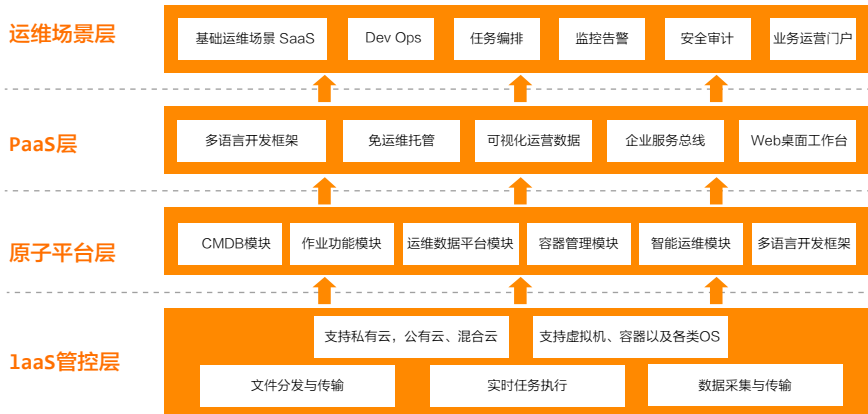 运维场景层
基础运维场景 SaaS
Dev Ops
任务编排
监控告警
安全审计
业务运营门户
PaaS层
多语言开发框架
免运维托管
可视化运营数据
企业服务总线
Web桌面工作台
原子平台层
CMDB模块
作业功能模块
运维数据平台模块
容器管理模块
智能运维模块
多语言开发框架
1aaS管控层
支持私有云，公有云、混合云
支持虚拟机、容器以及各类OS
文件分发与传输
实时任务执行
数据采集与传输